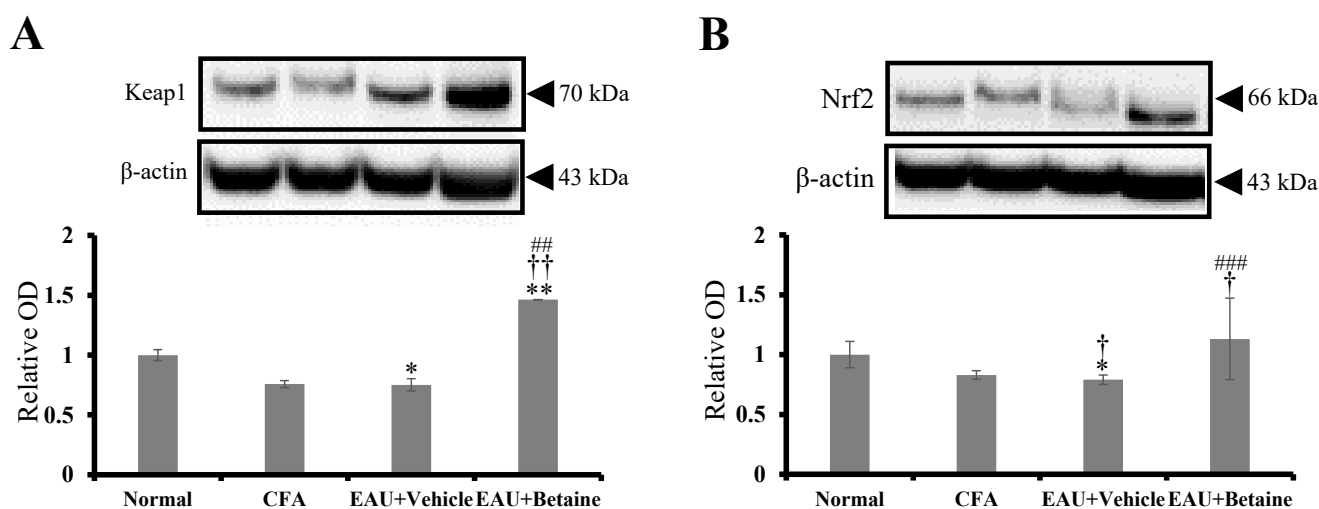 A
Keap1
70 kDa
β-actin
43 kDa
Relative OD
2
1.5
1
0.5
0
*
##
††
**
Normal CFA EAU+Vehicle EAU+Betaine
B
Nrf2
66 kDa
β-actin
43 kDa
Relative OD
2
1.5
1
0.5
0
†
*
###
†
Normal CFA EAU+Vehicle EAU+Betaine